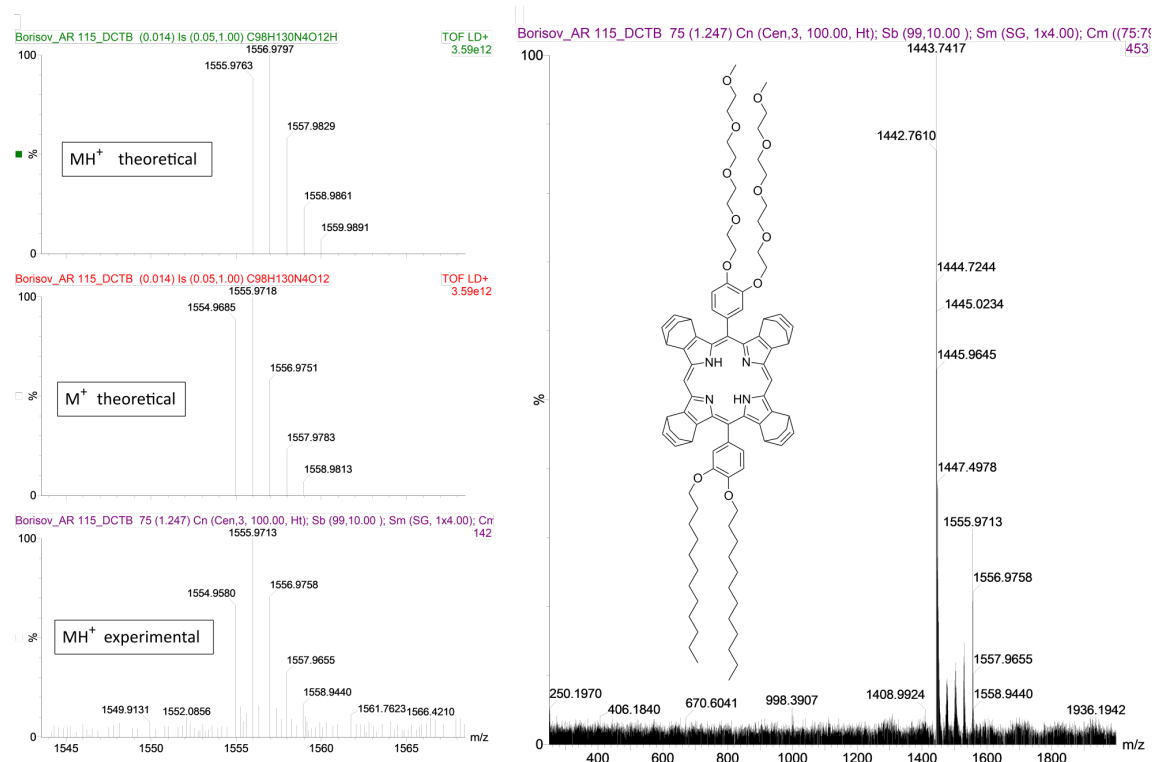 Borisov_AR 115_DCTB (0.014) Is (0.05,1.00) C98H130N4O12H
TOF LD+
3.59e12
100
1556.9797
1555.9763
1557.9829
%
MH+ theoretical
1558.9861
1559.9891
0
Borisov_AR 115_DCTB (0.014) Is (0.05,1.00) C98H130N4O12
TOF LD+
3.59e12
100
1555.9718
1554.9685
1556.9751
%
M+ theoretical
1557.9783
1558.9813
0
Borisov_AR 115_DCTB 75 (1.247) Cn (Cen,3, 100.00, Ht); Sb (99,10.00 ); Sm (SG, 1x4.00); Cm
142
100
1555.9713
1554.9580
1556.9758
%
MH+ experimental
1557.9655
1558.9440
1549.9131
1552.0856
1561.7623
1566.4210
0
m/z
1545
1550
1555
1560
1565
Borisov_AR 115_DCTB 75 (1.247) Cn (Cen,3, 100.00, Ht); Sb (99,10.00 ); Sm (SG, 1x4.00); Cm ((75:79
453
100
1443.7417
1442.7610
1444.7244
1445.0234
1445.9645
%
1447.4978
1555.9713
1556.9758
1557.9655
1558.9440
250.1970
406.1840
670.6041
998.3907
1408.9924
1936.1942
0
m/z
400
600
800
1000
1200
1400
1600
1800
O
O
O
O
O
O
O
O
O
O
NH
N
N
HN
O
O